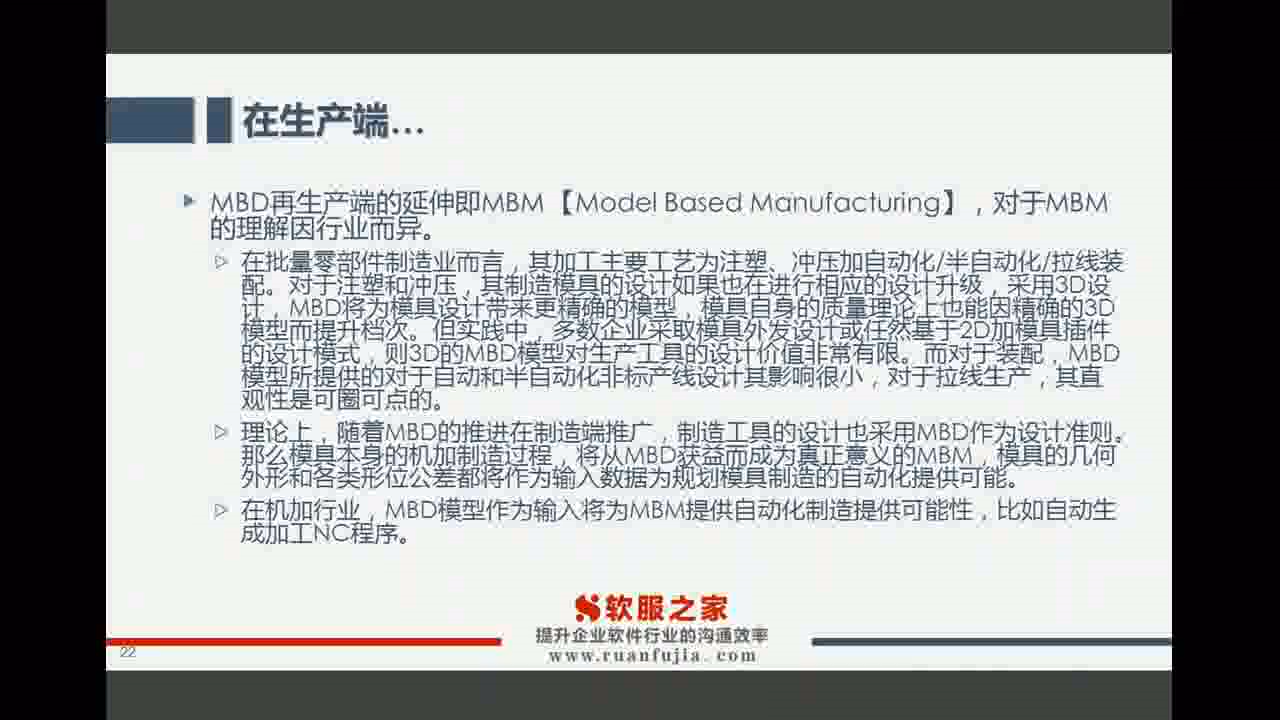 在生产端...
MBD再生产端的延伸即MBM【Model Based Manufacturing】，对于MBM
的理解因行业而异。
在批量零部件制造业而言，其加工主要工艺为注塑、冲压加自动化/半自动化/拉线装
配。对于注塑和冲压，其制造模具的设计如果也在进行相应的设计升级，采用3D设
计，MBD将为模具设计带来更精确的模型，模具自身的质量理论上也能因精确的3D
模型而提升档次。但实践中，多数企业采取模具外发设计或任然基于2D加模具插件
的设计模式，则3D的MBD模型对生产工具的设计价值非常有限。而对于装配，MBD
模型所提供的对于自动和半自动化非标产线设计其影响很小，对于拉线生产，其直
观性是可圈可点的。
理论上，随着MBD的推进在制造端推广，制造工具的设计也采用MBD作为设计准则。
那么模具本身的机加制造过程，将从MBD获益而成为真正意义的MBM，模具的几何
外形和各类形位公差都将作为输入数据为规划模具制造的自动化提供可能。
在机加行业，MBD模型作为输入将为MBM提供自动化制造提供可能性，比如自动生
成加工NC程序。
软服之家
提升企业软件行业的沟通效率
www.ruanfujia.com
22